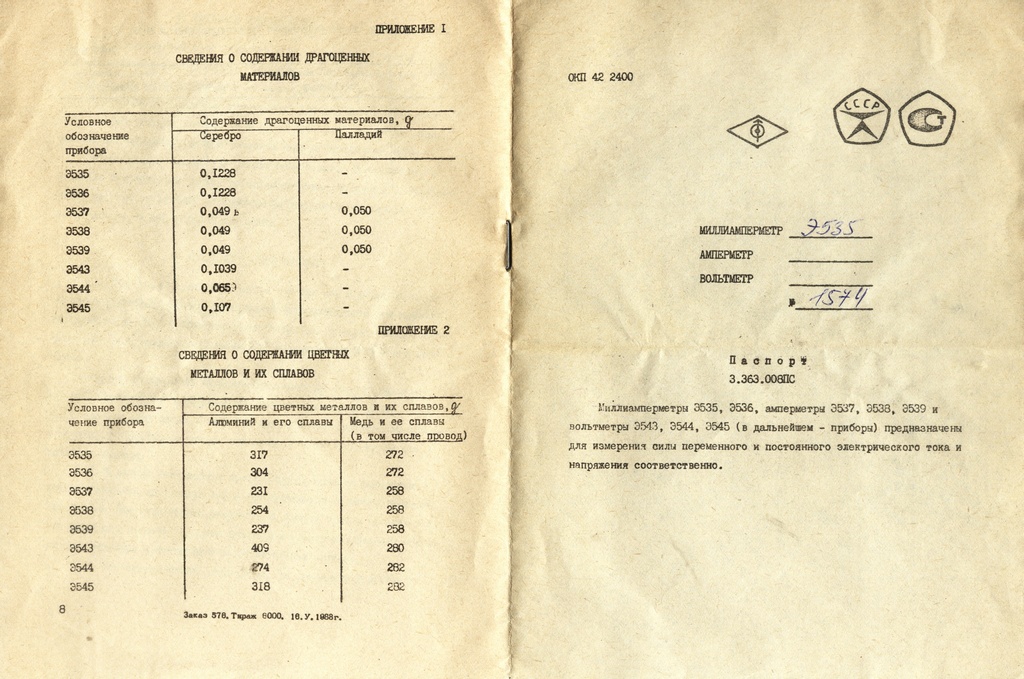 ПРИЛОЖЕНИЕ I
СВЕДЕНИЯ О СОДЕРЖАНИИ ДРАГОЦЕННЫХ
МАТЕРИАЛОВ
Условное обозначение прибора | Содержание драгоценных материалов, g
Серебро | Палладий
Э535 0,1228 -
Э536 0,1228 -
Э537 0,049 0,050
Э538 0,049 0,050
Э539 0,049 0,050
Э543 0,1039 -
Э544 0,0653 -
Э545 0,107 -
ПРИЛОЖЕНИЕ 2
СВЕДЕНИЯ О СОДЕРЖАНИИ ЦВЕТНЫХ
МЕТАЛЛОВ И ИХ СПЛАВОВ
Условное обозна- Содержание цветных металлов и их сплавов, g
чение прибора Алюминий и его сплавы Медь и ее сплавы
(в том числе провод)
Э535 317 272
Э536 304 272
Э537 231 258
Э538 254 258
Э539 237 258
Э543 409 280
Э544 274 282
Э545 318 282
8
Заказ 578. Тираж 6000. 16.У.1988г.
ОКП 42 2400
СССР
МИЛЛИАМПЕРМЕТР Э535
АМПЕРМЕТР
ВОЛЬТМЕТР
№ 1574
Паспорт
3.363.008ПС
Миллиамперметры Э535, Э536, амперметры Э537, Э538, Э539 и
вольтметры Э543, Э544, Э545 (в дальнейшем - приборы) предназначены
для измерения силы переменного и постоянного электрического тока и
напряжения соответственно.